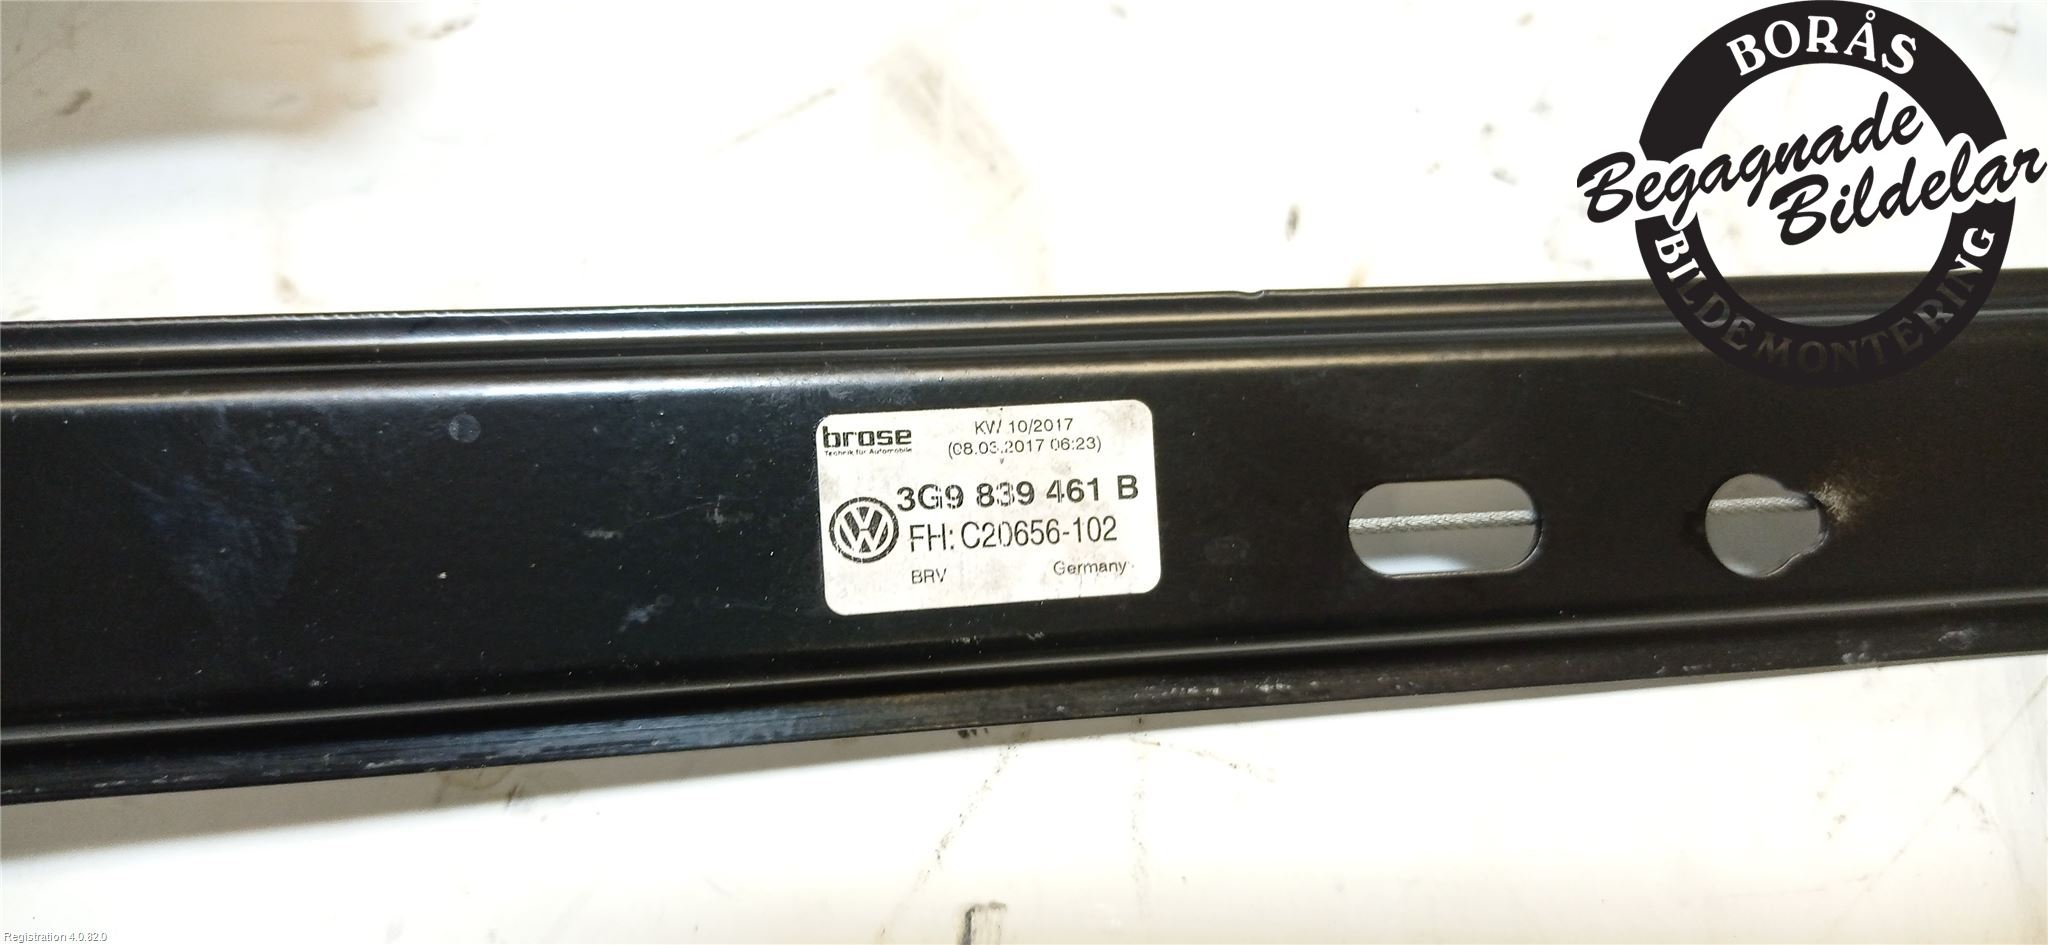 BORÅS
Begagnade
Bildelar
BILDEMONTERING
brose
Technik für Automobile
KW 10/2017
(08.03.2017 06:23)
3G9 839 461 B
FH: C20656-102
BRV
Germany
Registration 4.0.82.0